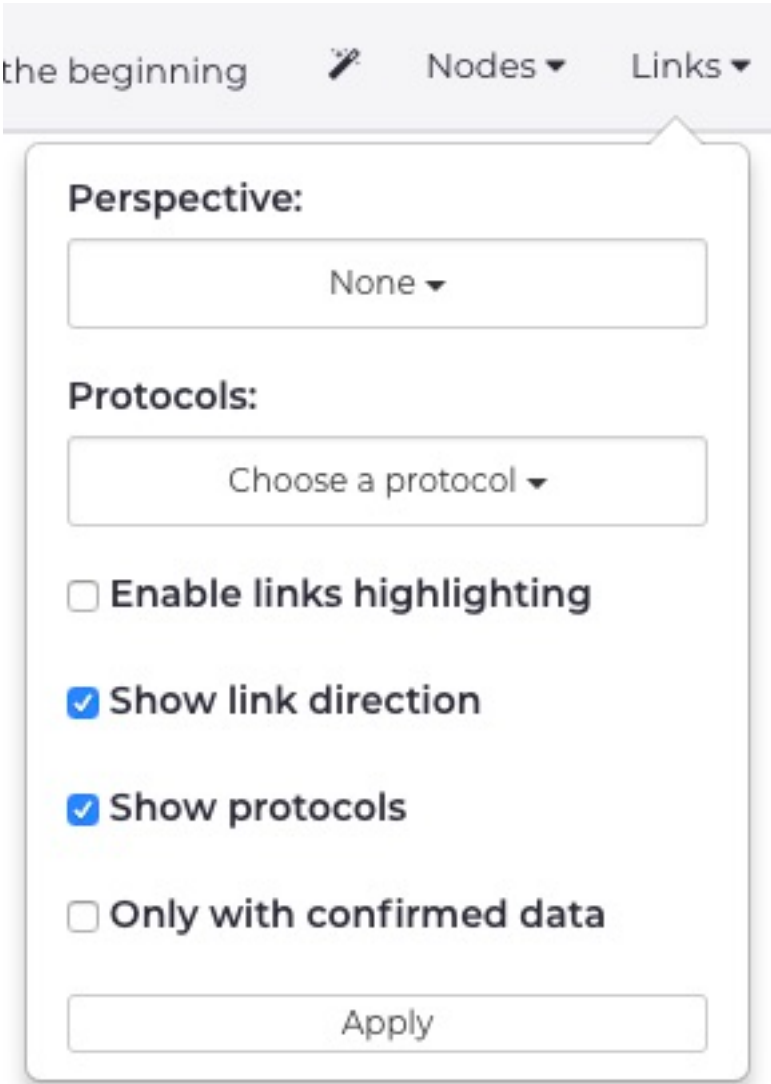 the beginning Nodes Links
Perspective:
None
Protocols:
Choose a protocol
Enable links highlighting
Show link direction
Show protocols
Only with confirmed data
Apply